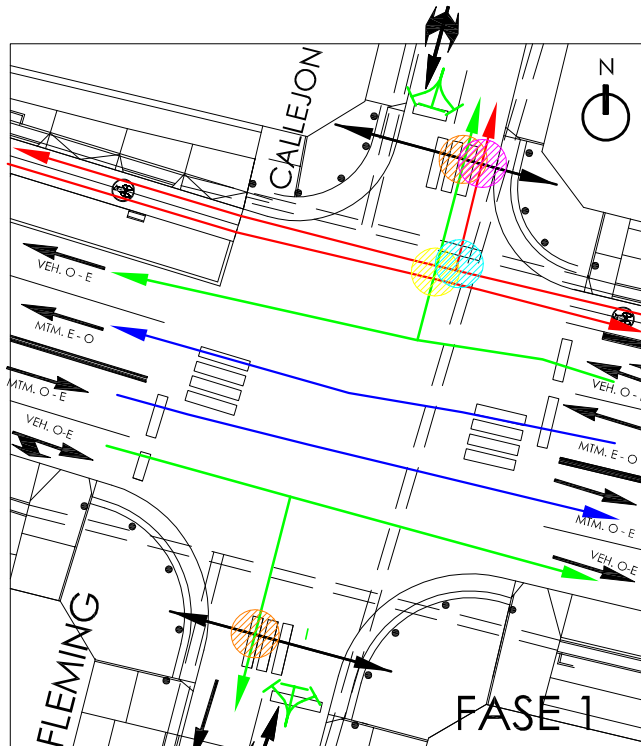 N
CALLEJON
VEH. O - E
MTM. E - O
MTM. O - E
VEH. O-E
VEH. O-E
MTM. E - O
MTM. O - E
VEH. O-E
FLEMING
FASE 1